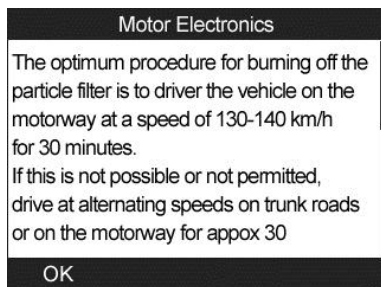 Motor Electronics
The optimum procedure for burning off the
particle filter is to driver the vehicle on the
motorway at a speed of 130-140 km/h
for 30 minutes.
If this is not possible or not permitted,
drive at alternating speeds on trunk roads
or on the motorway for appox 30
OK